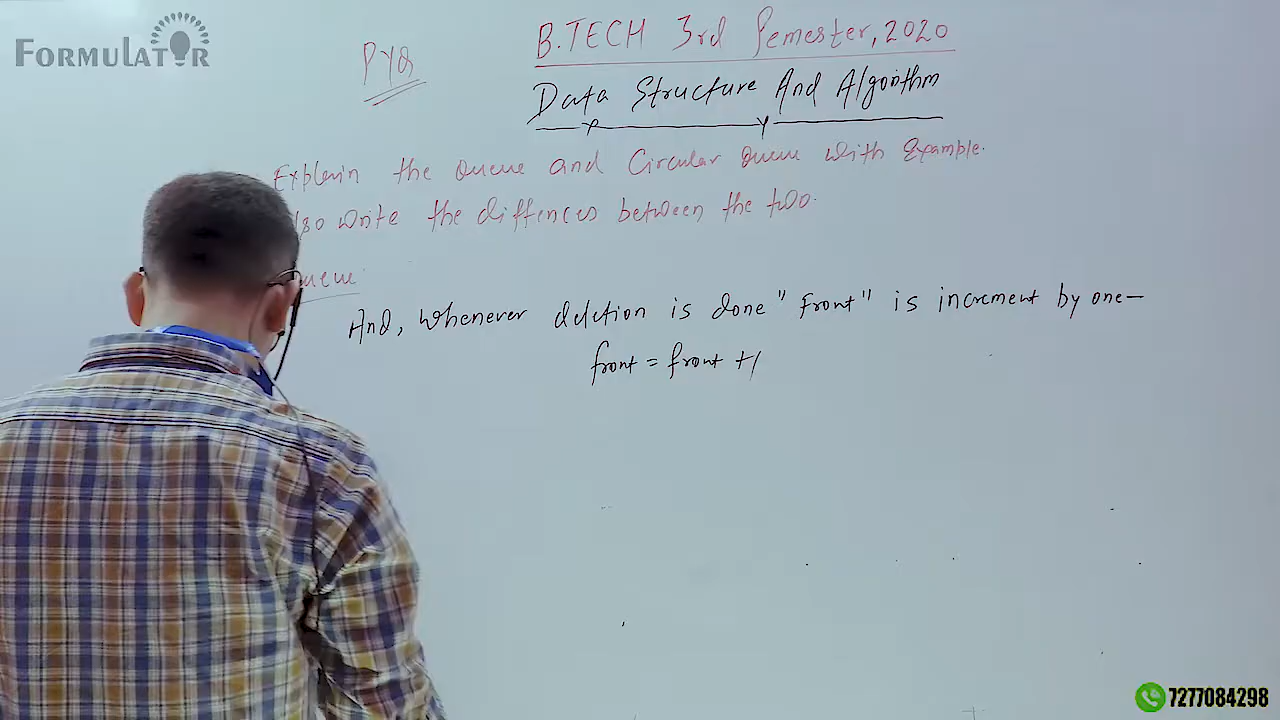 FORMULATOR
PYQ
B.TECH 3rd Semester, 2020
Data Structure And Algorithm
Explain the Queue and Circular Queue with Example.
lso write the diffences between the two.
ueue
And, Whenever deletion is done "front" is increment by one-
front = front +1
7277084298